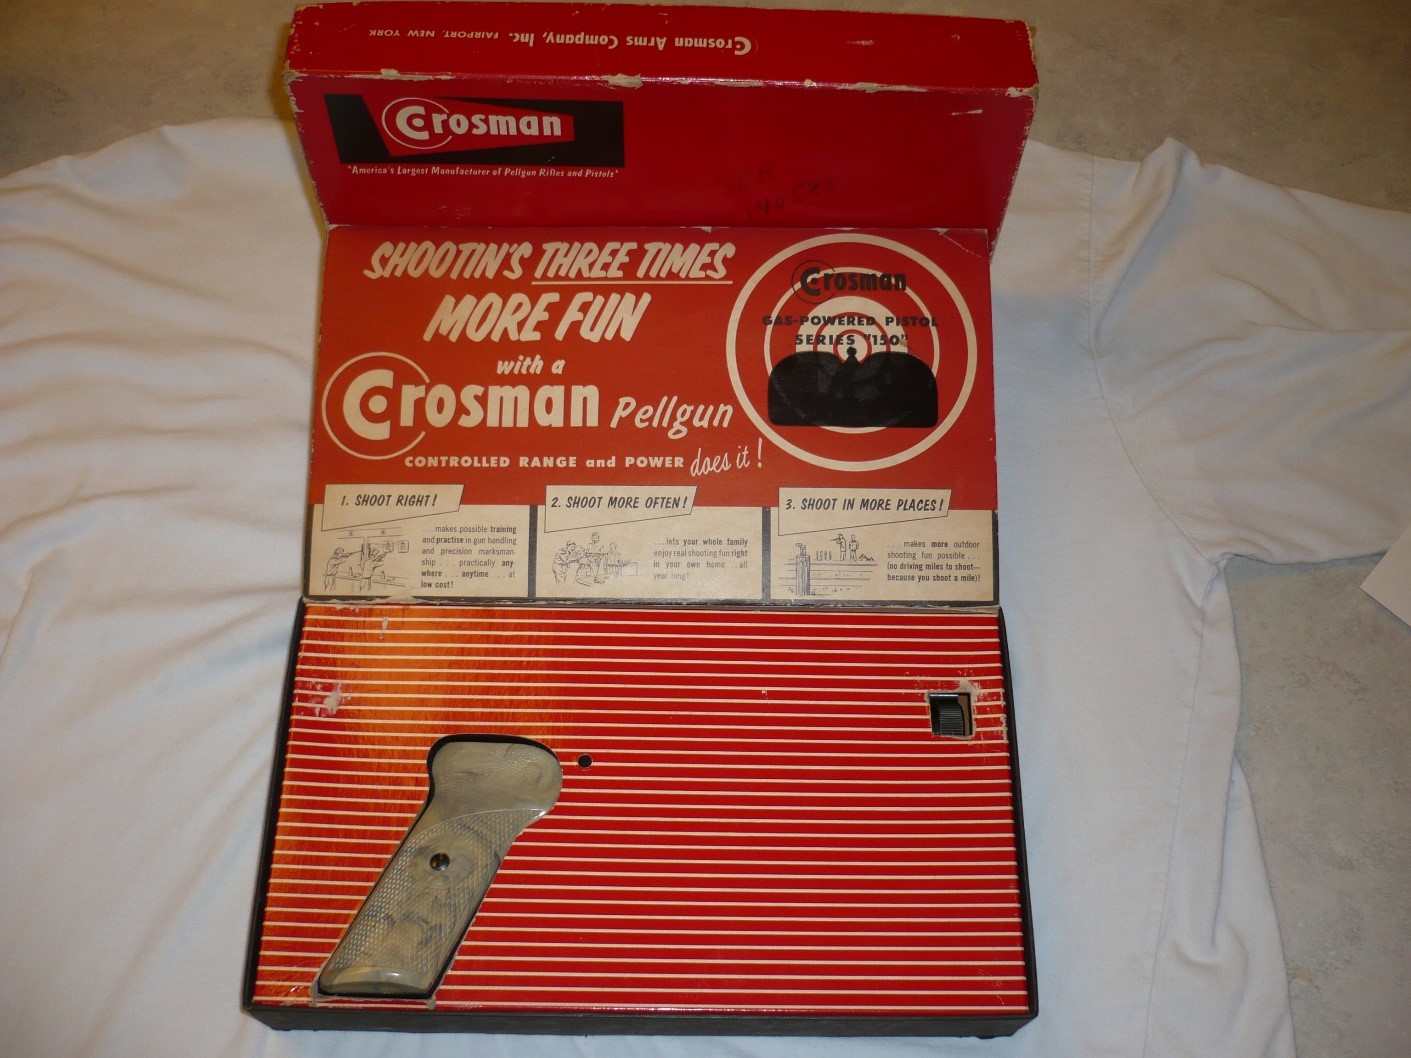 Crosman Arms Company, Inc. FAIRPORT, NEW YORK
Crosman
"America's Largest Manufacturer of Pellgun Rifles and Pistols"
SHOOTIN'S THREE TIMES
MORE FUN
with a
Crosman Pellgun
CONTROLLED RANGE and POWER does it!
Crosman
GAS-POWERED PISTOL
SERIES "150"
1. SHOOT RIGHT!
...makes possible training
and practise in gun handling
and precision marksman-
ship ... practically any-
where ... anytime ... at
low cost!
2. SHOOT MORE OFTEN!
...lets your whole family
enjoy real shooting fun right
in your own home...all
year long!
3. SHOOT IN MORE PLACES!
...makes more outdoor
shooting fun possible...
(no driving miles to shoot—
because you shoot a mile)!